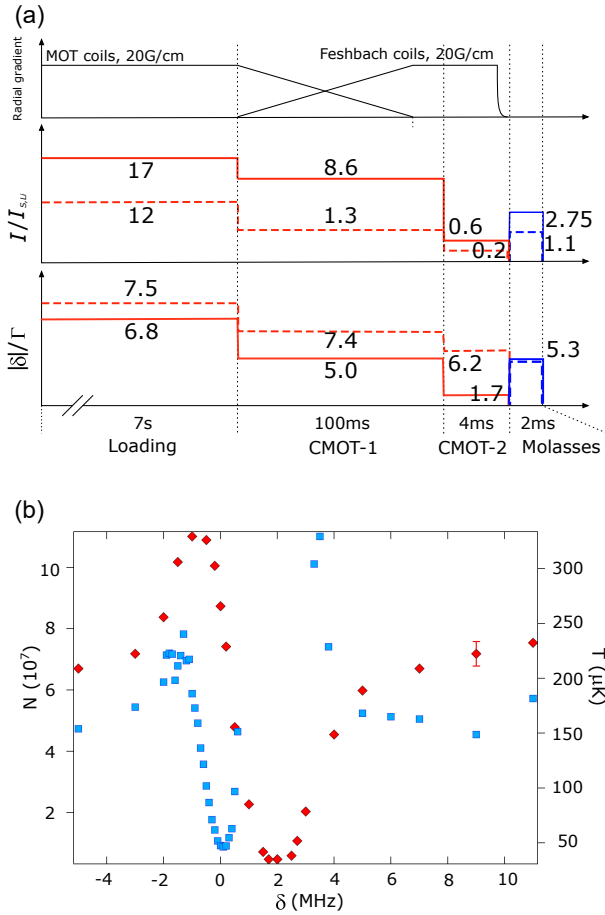 (a)
MOT coils, 20G/cm
Feshbach coils, 20G/cm
Radial gradient
17
8.6
12
1.3
0.6
0.2
2.75
1.1
I/I_{s,U}
7.5
6.8
7.4
5.0
6.2
1.7
5.3
|δ|/Γ
7s
100ms
4ms
2ms
Loading
CMOT-1
CMOT-2
Molasses
(b)
10
8
6
4
2
N (10⁷)
300
250
200
150
100
50
T (μK)
-4 -2 0 2 4 6 8 10
δ (MHz)